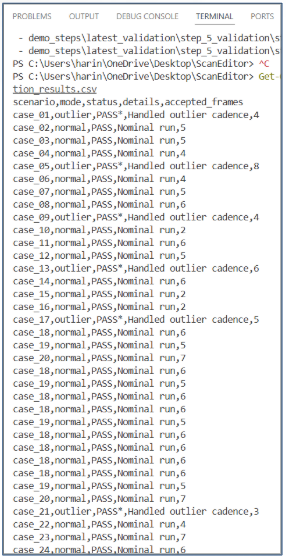 PROBLEMS OUTPUT DEBUG CONSOLE TERMINAL PORTS
- demo_steps\latest_validation\step_5_validation\s
- demo_steps\latest_validation\step_5_validation\s
PS C:\Users\harin\OneDrive\Desktop\ScanEditor> ^C
PS C:\Users\harin\OneDrive\Desktop\ScanEditor> Get-
tion_results.csv
scenario,mode,status,details,accepted_frames
case_01,outlier,PASS*,Handled outlier cadence,4
case_02,normal,PASS,Nominal run,5
case_03,normal,PASS,Nominal run,5
case_04,normal,PASS,Nominal run,4
case_05,outlier,PASS*,Handled outlier cadence,8
case_06,normal,PASS,Nominal run,4
case_07,normal,PASS,Nominal run,5
case_08,normal,PASS,Nominal run,6
case_09,outlier,PASS*,Handled outlier cadence,4
case_10,normal,PASS,Nominal run,2
case_11,normal,PASS,Nominal run,6
case_12,normal,PASS,Nominal run,5
case_13,outlier,PASS*,Handled outlier cadence,6
case_14,normal,PASS,Nominal run,6
case_15,normal,PASS,Nominal run,2
case_16,normal,PASS,Nominal run,2
case_17,outlier,PASS*,Handled outlier cadence,5
case_18,normal,PASS,Nominal run,6
case_19,normal,PASS,Nominal run,5
case_20,normal,PASS,Nominal run,7
case_18,normal,PASS,Nominal run,6
case_19,normal,PASS,Nominal run,5
case_18,normal,PASS,Nominal run,6
case_18,normal,PASS,Nominal run,6
case_19,normal,PASS,Nominal run,5
case_18,normal,PASS,Nominal run,6
case_18,normal,PASS,Nominal run,6
case_18,normal,PASS,Nominal run,6
case_18,normal,PASS,Nominal run,6
case_19,normal,PASS,Nominal run,5
case_20,normal,PASS,Nominal run,7
case_21,outlier,PASS*,Handled outlier cadence,3
case_22,normal,PASS,Nominal run,4
case_23,normal,PASS,Nominal run,7
case_24,normal,PASS,Nominal run,6